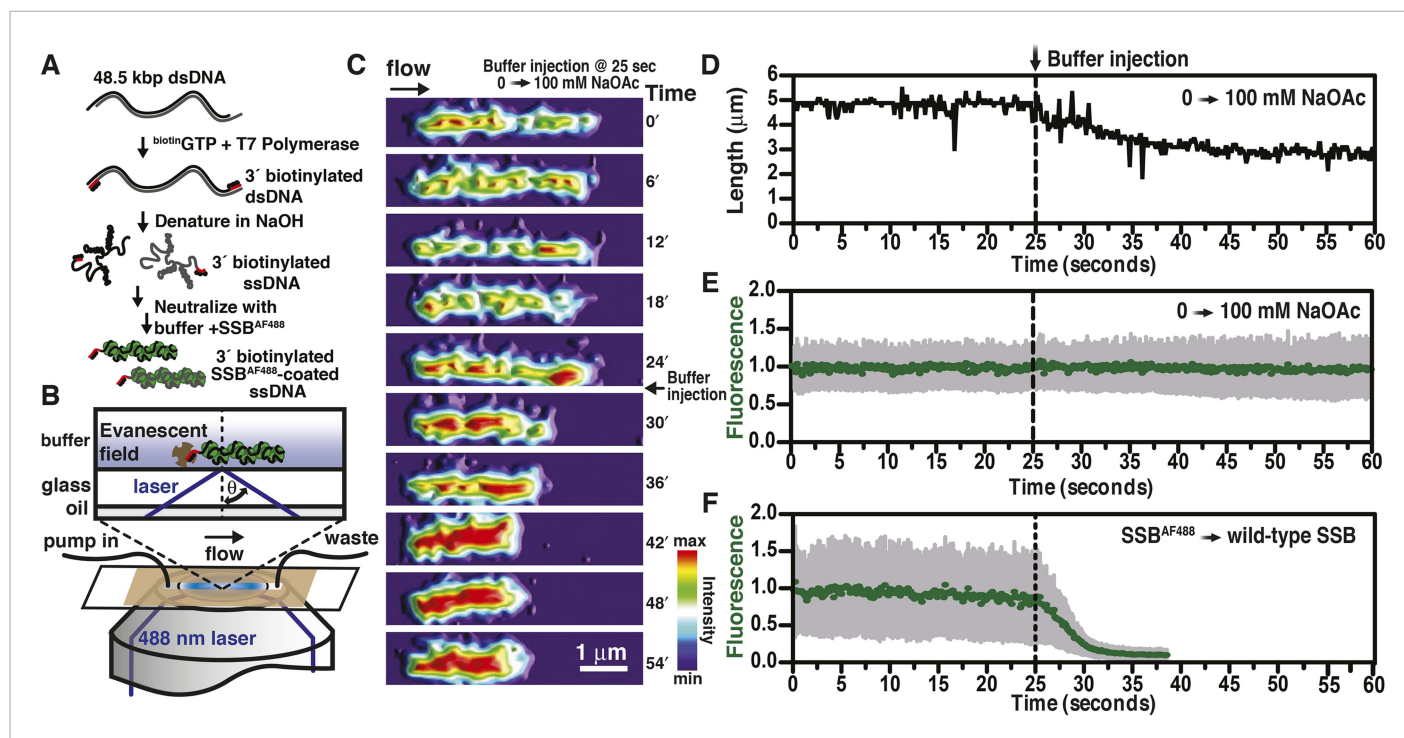 A
48.5 kbp dsDNA
biotinGTP + T7 Polymerase
3´ biotinylated
dsDNA
Denature in NaOH
3´ biotinylated
ssDNA
Neutralize with
buffer +SSBAF488
3´ biotinylated
SSBAF488-coated
ssDNA
B
buffer
Evanescent
field
glass
laser
θ
oil
pump in
flow
waste
488 nm laser
C
flow
Buffer injection @ 25 sec
0 → 100 mM NaOAc
Time
0′
6′
12′
18′
24′
Buffer
injection
30′
36′
42′
48′
54′
max
Intensity
min
1 μm
D
Buffer injection
0 → 100 mM NaOAc
Length (μm)
6
5
4
3
2
1
0
0 5 10 15 20 25 30 35 40 45 50 55 60
Time (seconds)
E
0 → 100 mM NaOAc
Fluorescence
2.0
1.5
1.0
0.5
0.0
0 5 10 15 20 25 30 35 40 45 50 55 60
Time (seconds)
F
SSBAF488 → wild-type SSB
Fluorescence
2.0
1.5
1.0
0.5
0.0
0 5 10 15 20 25 30 35 40 45 50 55 60
Time (seconds)